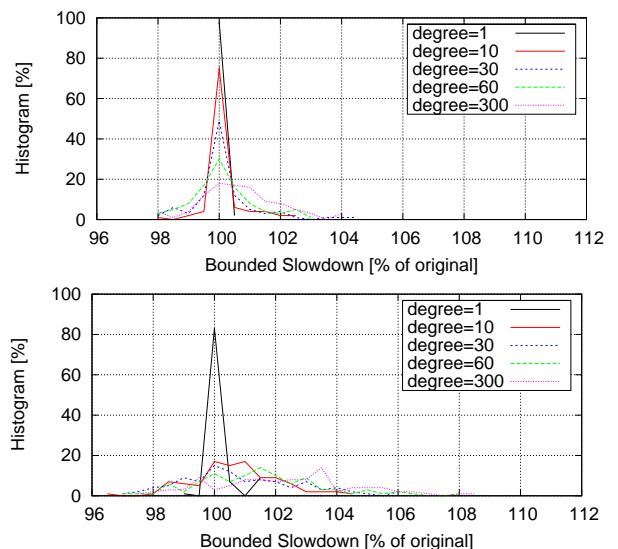 100
80
60
40
20
0
Histogram [%]
degree=1
degree=10
degree=30
degree=60
degree=300
96 98 100 102 104 106 108 110 112
Bounded Slowdown [% of original]
100
80
60
40
20
0
Histogram [%]
degree=1
degree=10
degree=30
degree=60
degree=300
96 98 100 102 104 106 108 110 112
Bounded Slowdown [% of original]